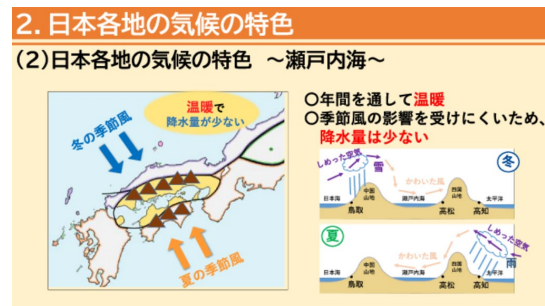 2. 日本各地の気候の特色
(2)日本各地の気候の特色 ～瀬戸内海～
温暖で
降水量が少ない
冬の季節風
夏の季節風
〇年間を通して温暖
〇季節風の影響を受けにくいため、
降水量は少ない
冬
しめった空気
雪
かわいた風
日本海
中国
山地
瀬戸内海
四国
山地
太平洋
鳥取
高松
高知
夏
しめった空気
雨
かわいた風
日本海
中国
山地
瀬戸内海
四国
山地
太平洋
鳥取
高松
高知